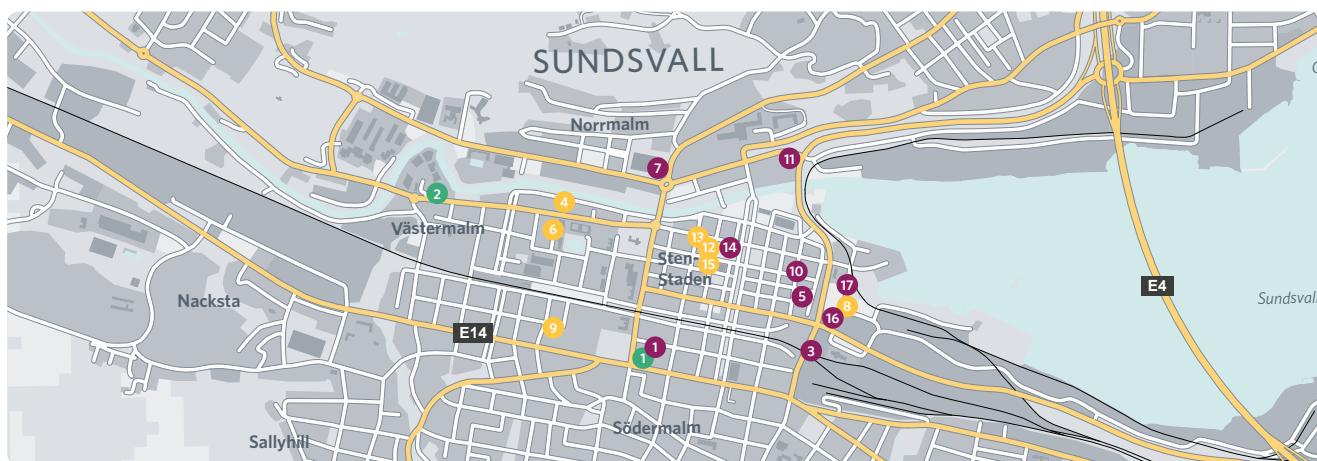 SUNDSVALL
Norrmalm
7
11
2
4
Västermalm
6
13
12
14
Sten-
15
Staden
10
E4
17
5
8
Sundsvall
Nacksta
16
E14
9
1
1
3
Södermalm
Sallyhill